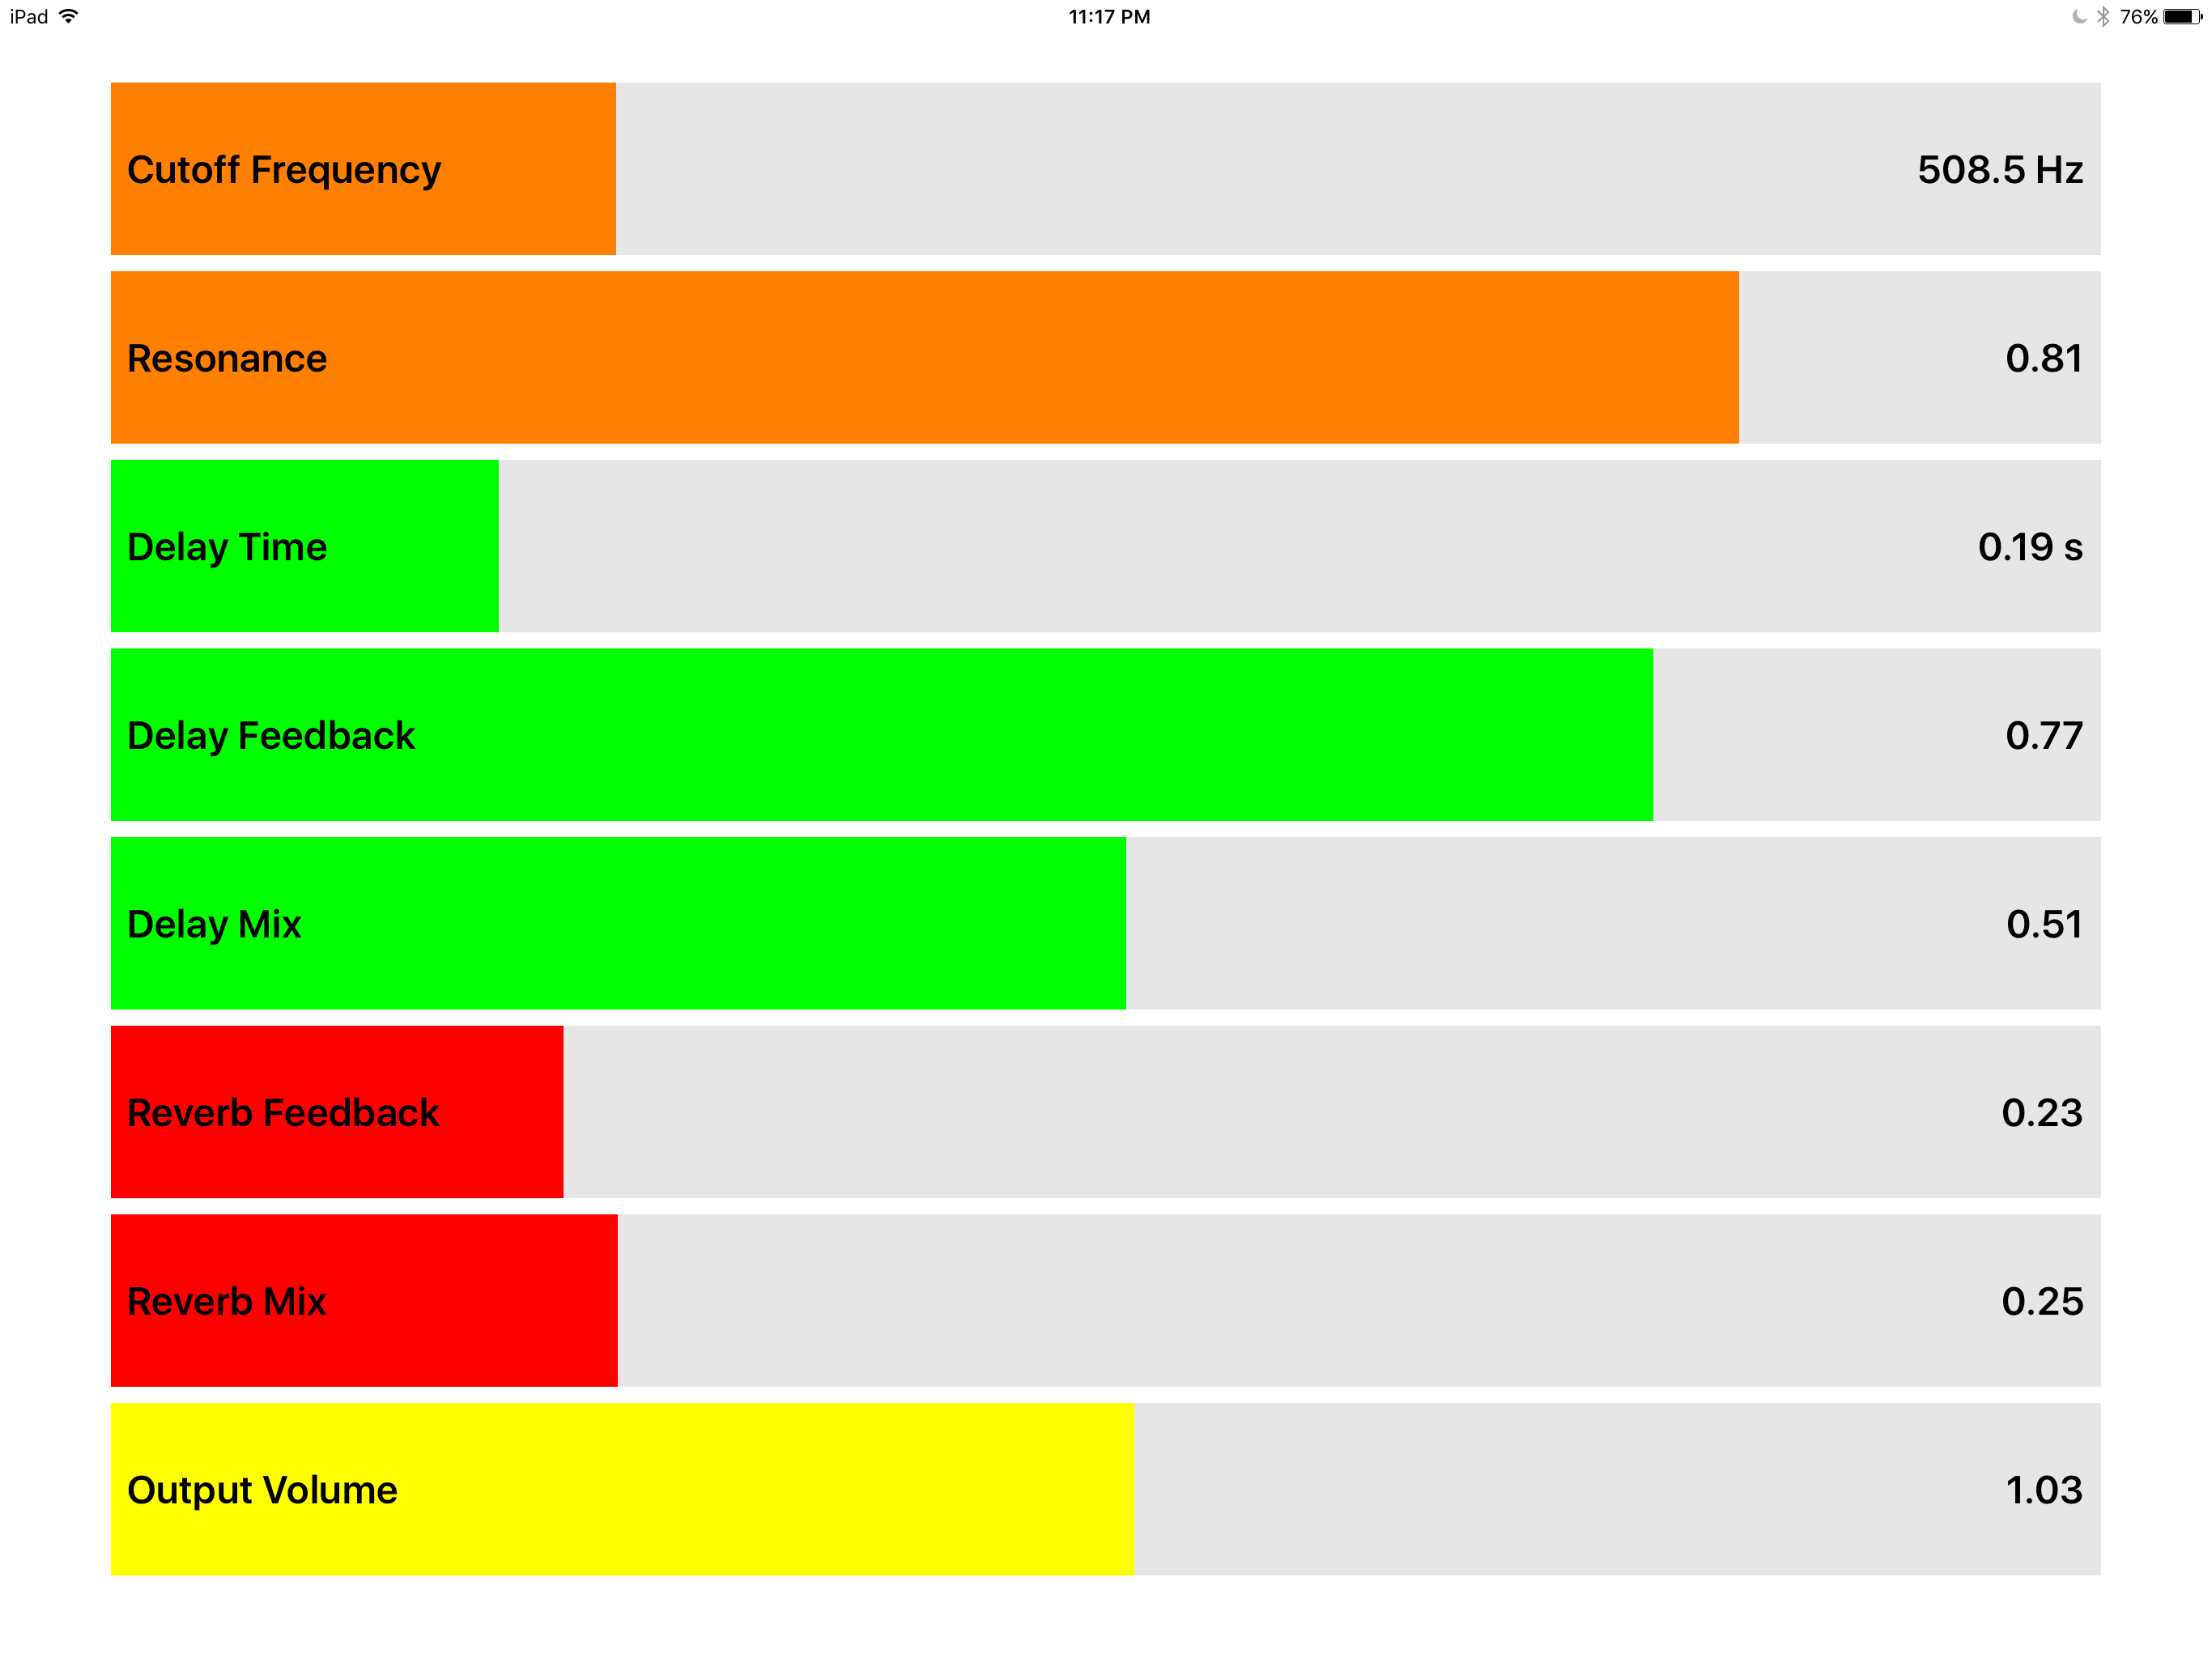 iPad 11:17 PM 76%
Cutoff Frequency 508.5 Hz
Resonance 0.81
Delay Time 0.19 s
Delay Feedback 0.77
Delay Mix 0.51
Reverb Feedback 0.23
Reverb Mix 0.25
Output Volume 1.03